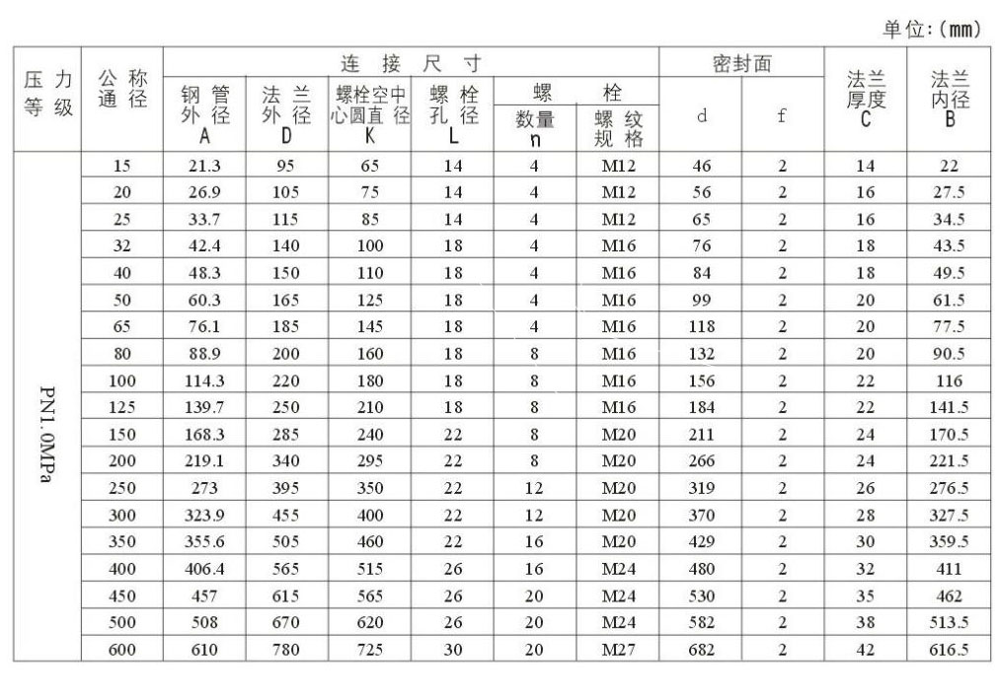 单位:(mm)
压力等级 公称通径 连接尺寸 密封面 法兰厚度C 法兰内径B
钢管外径A 法兰外径D 螺栓空中心圆直径K 螺栓孔径L 螺栓 d f
数量n 螺纹规格
PN1.0MPa
15 21.3 95 65 14 4 M12 46 2 14 22
20 26.9 105 75 14 4 M12 56 2 16 27.5
25 33.7 115 85 14 4 M12 65 2 16 34.5
32 42.4 140 100 18 4 M16 76 2 18 43.5
40 48.3 150 110 18 4 M16 84 2 18 49.5
50 60.3 165 125 18 4 M16 99 2 20 61.5
65 76.1 185 145 18 4 M16 118 2 20 77.5
80 88.9 200 160 18 8 M16 132 2 20 90.5
100 114.3 220 180 18 8 M16 156 2 22 116
125 139.7 250 210 18 8 M16 184 2 22 141.5
150 168.3 285 240 22 8 M20 211 2 24 170.5
200 219.1 340 295 22 8 M20 266 2 24 221.5
250 273 395 350 22 12 M20 319 2 26 276.5
300 323.9 455 400 22 12 M20 370 2 28 327.5
350 355.6 505 460 22 16 M20 429 2 30 359.5
400 406.4 565 515 26 16 M24 480 2 32 411
450 457 615 565 26 20 M24 530 2 35 462
500 508 670 620 26 20 M24 582 2 38 513.5
600 610 780 725 30 20 M27 682 2 42 616.5